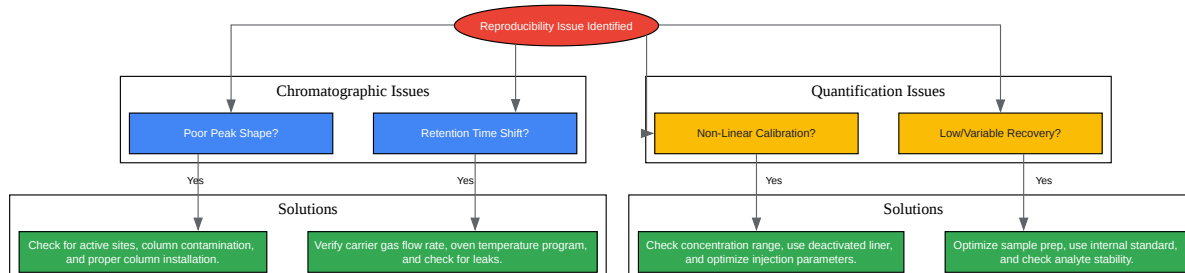 Reproducibility Issue Identified
Chromatographic Issues
Quantification Issues
Poor Peak Shape?
Retention Time Shift?
Non-Linear Calibration?
Low/Variable Recovery?
Yes
Yes
Yes
Yes
Solutions
Solutions
Check for active sites, column contamination,
and proper column installation.
Verify carrier gas flow rate, oven temperature program,
and check for leaks.
Check concentration range, use deactivated liner,
and optimize injection parameters.
Optimize sample prep, use internal standard,
and check analyte stability.